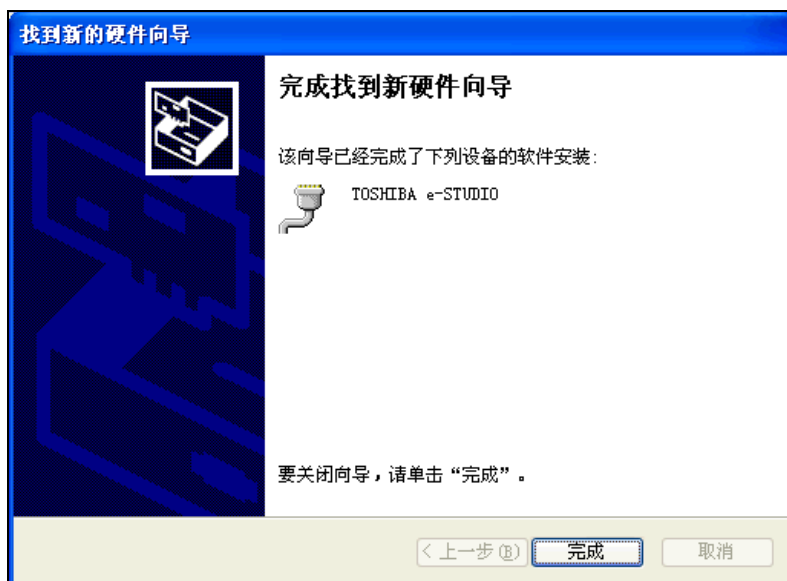 找到新的硬件向导
完成找到新硬件向导
该向导已经完成了下列设备的软件安装:
TOSHIBA e-STUDIO
要关闭向导，请单击“完成”。
< 上一步(B) 完成 取消